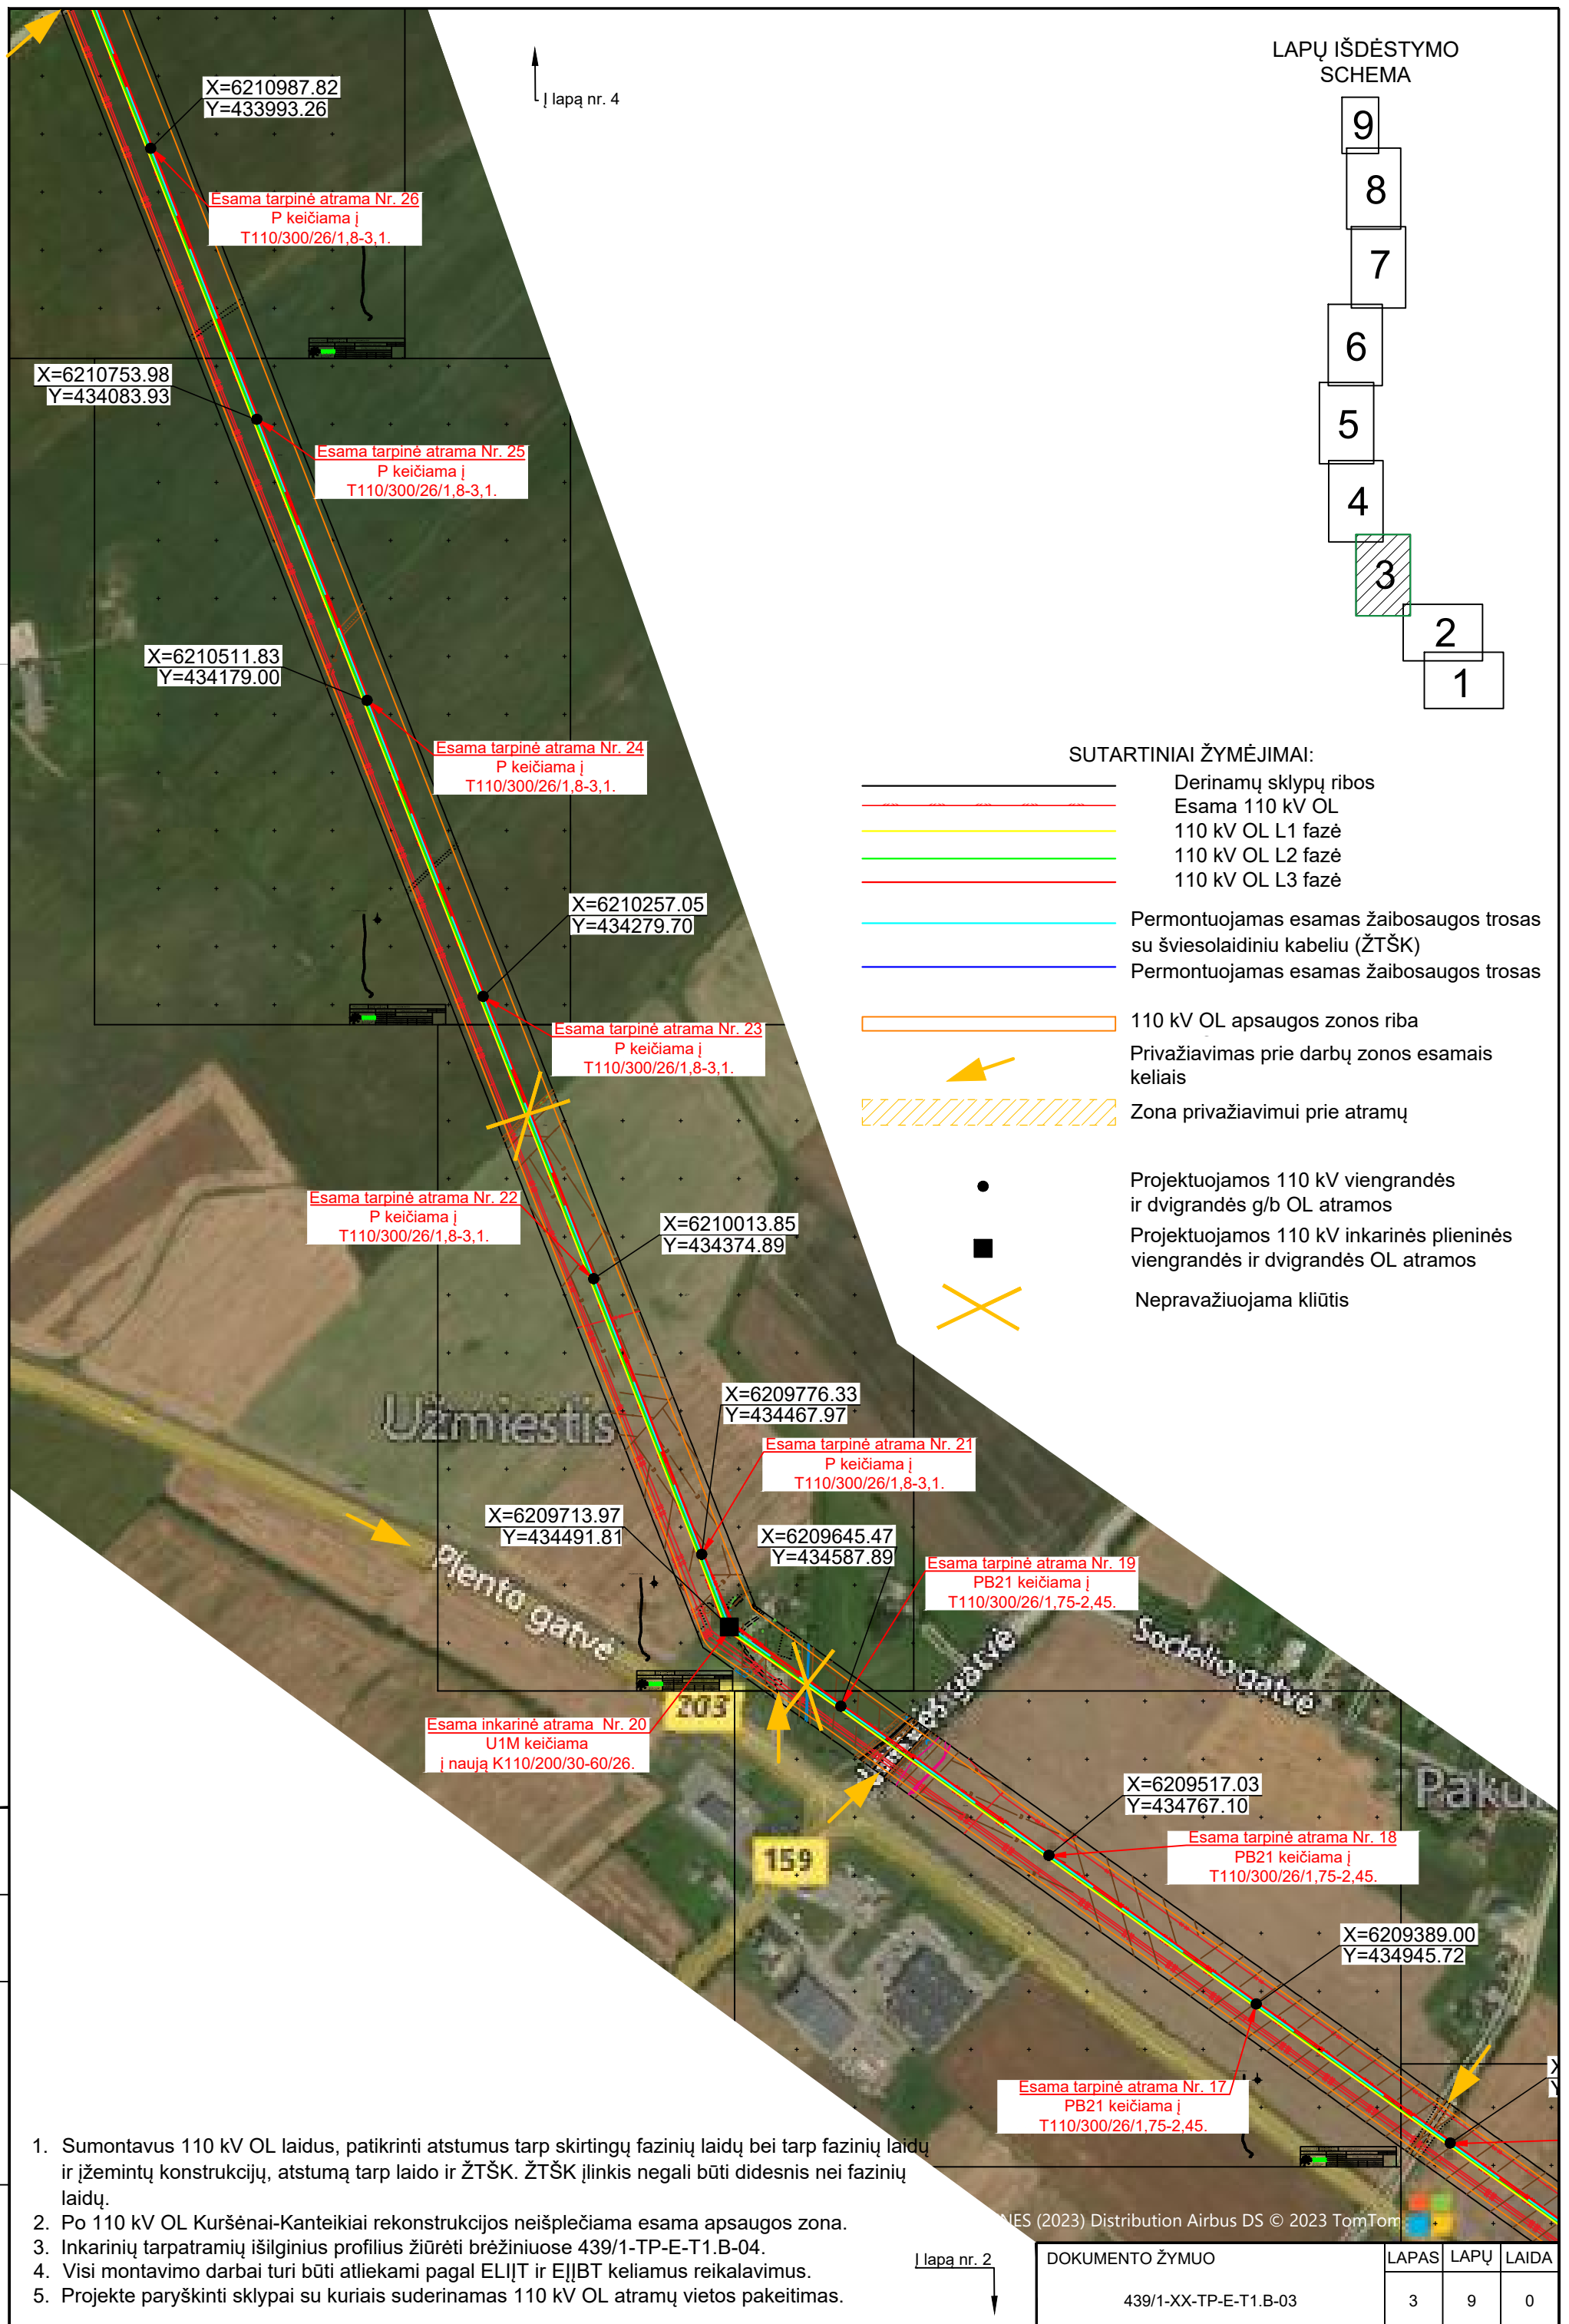 Į lapą nr. 4
LAPŲ IŠDĖSTYMO
SCHEMA
9
8
7
6
5
4
3
2
1
X=6210987.82
Y=433993.26
Esama tarpinė atrama Nr. 26
P keičiama į
T110/300/26/1,8-3,1.
X=6210753.98
Y=434083.93
Esama tarpinė atrama Nr. 25
P keičiama į
T110/300/26/1,8-3,1.
X=6210511.83
Y=434179.00
Esama tarpinė atrama Nr. 24
P keičiama į
T110/300/26/1,8-3,1.
X=6210257.05
Y=434279.70
Esama tarpinė atrama Nr. 23
P keičiama į
T110/300/26/1,8-3,1.
Esama tarpinė atrama Nr. 22
P keičiama į
T110/300/26/1,8-3,1.
X=6210013.85
Y=434374.89
SUTARTINIAI ŽYMĖJIMAI:
Derinamų sklypų ribos
Esama 110 kV OL
110 kV OL L1 fazė
110 kV OL L2 fazė
110 kV OL L3 fazė
Permontuojamas esamas žaibosaugos trosas
su šviesolaidiniu kabeliu (ŽTŠK)
Permontuojamas esamas žaibosaugos trosas
110 kV OL apsaugos zonos riba
Privažiavimas prie darbų zonos esamais
keliais
Zona privažiavimui prie atramų
Projektuojamos 110 kV viengrandės
ir dvigrandės g/b OL atramos
Projektuojamos 110 kV inkarinės plieninės
viengrandės ir dvigrandės OL atramos
Nepravažiuojama kliūtis
Užmiestis
X=6209776.33
Y=434467.97
Esama tarpinė atrama Nr. 21
P keičiama į
T110/300/26/1,8-3,1.
X=6209713.97
Y=434491.81
X=6209645.47
Y=434587.89
Esama tarpinė atrama Nr. 19
PB21 keičiama į
T110/300/26/1,75-2,45.
gatvė
gatvė
Sodelių gatvė
203
Esama inkarinė atrama Nr. 20
U1M keičiama
į naują K110/200/30-60/26.
159
X=6209517.03
Y=434767.10
Esama tarpinė atrama Nr. 18
PB21 keičiama į
T110/300/26/1,75-2,45.
X=6209389.00
Y=434945.72
Esama tarpinė atrama Nr. 17
PB21 keičiama į
T110/300/26/1,75-2,45.
1. Sumontavus 110 kV OL laidus, patikrinti atstumus tarp skirtingų fazinių laidų bei tarp fazinių laidų
ir įžemintų konstrukcijų, atstumą tarp laido ir ŽTŠK. ŽTŠK įlinkis negali būti didesnis nei fazinių
laidų.
2. Po 110 kV OL Kuršėnai-Kanteikiai rekonstrukcijos neišplečiama esama apsaugos zona.
3. Inkarinių tarpatramių išilginius profilius žiūrėti brėžiniuose 439/1-TP-E-T1.B-04.
4. Visi montavimo darbai turi būti atliekami pagal ELIĮT ir EĮĮBT keliamus reikalavimus.
5. Projekte paryškinti sklypai su kuriais suderinamas 110 kV OL atramų vietos pakeitimas.
(2023) Distribution Airbus DS © 2023 TomTom
Į lapą nr. 2
DOKUMENTO ŽYMUO
LAPAS LAPŲ LAIDA
439/1-XX-TP-E-T1.B-03
3 9 0